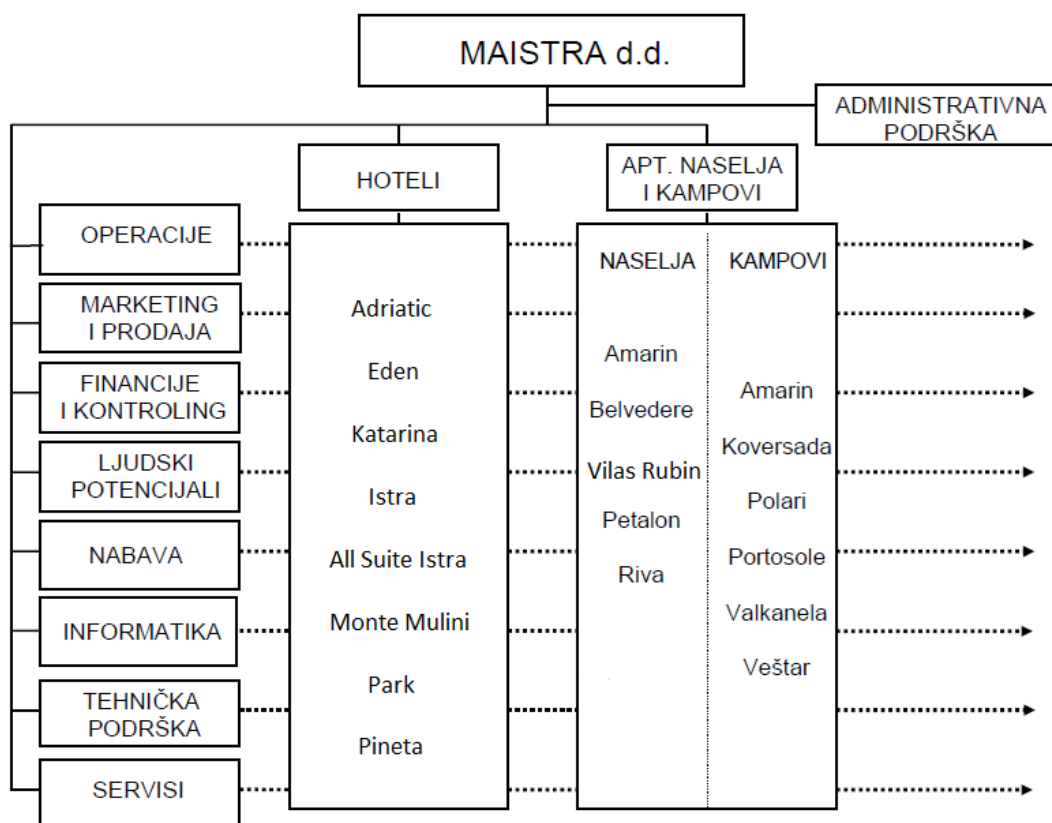 MAISTRA d.d.
ADMINISTRATIVNA
PODRŠKA
HOTELI
APT. NASELJA
I KAMPOVI
OPERACIJE
MARKETING
I PRODAJA
FINANCIJE
I KONTROLING
LJUDSKI
POTENCIJALI
NABAVA
INFORMATIKA
TEHNIČKA
PODRŠKA
SERVISI
Adriatic
Eden
Katarina
Istra
All Suite Istra
Monte Mulini
Park
Pineta
NASELJA
Amarin
Belvedere
Vilas Rubin
Petalon
Riva
KAMPOVI
Amarin
Koversada
Polari
Portosole
Valkanela
Veštar